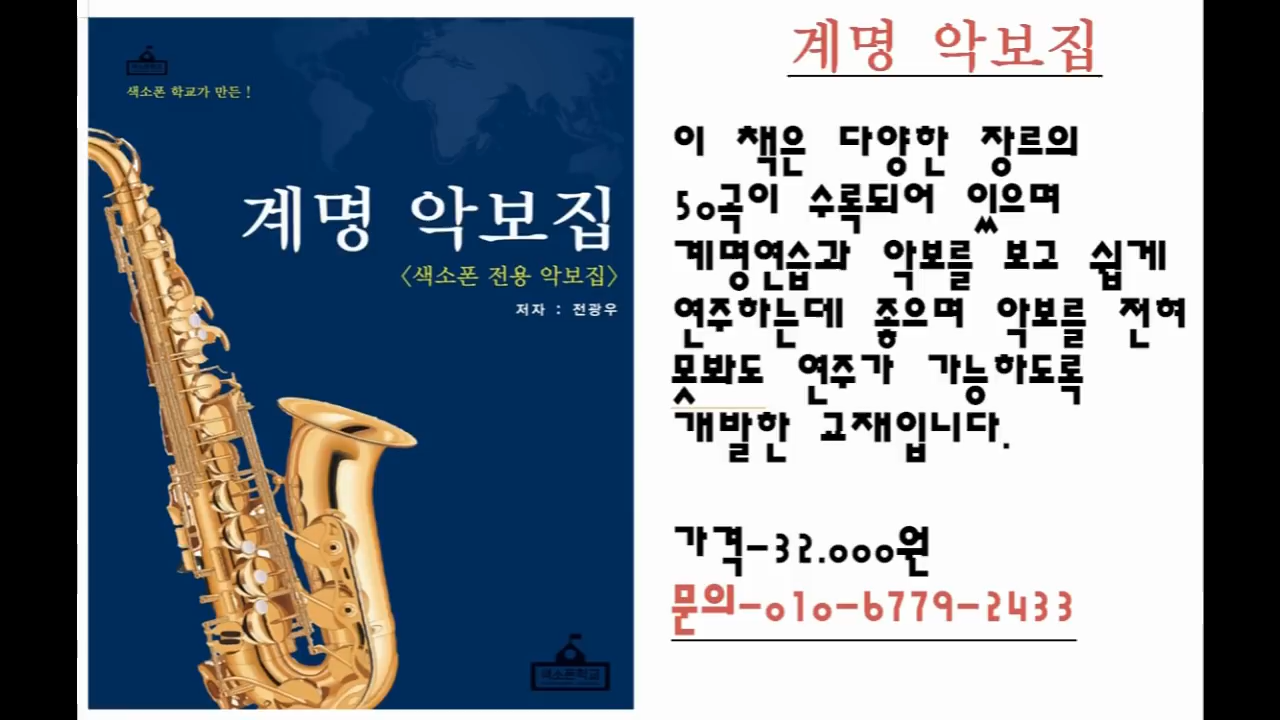 색소폰학교
색소폰 학교가 만든 !
계명 악보집
<색소폰 전용 악보집>
저자 : 전광우
색소폰학교
계명 악보집
이 책은 다양한 장르의
50곡이 수록되어 있으며
계명연습과 악보를 보고 쉽게
연주하는데 좋으며 악보를 전혀
못봐도 연주가 가능하도록
개발한 교재입니다.
가격-32.000원
문의-010-6779-2433